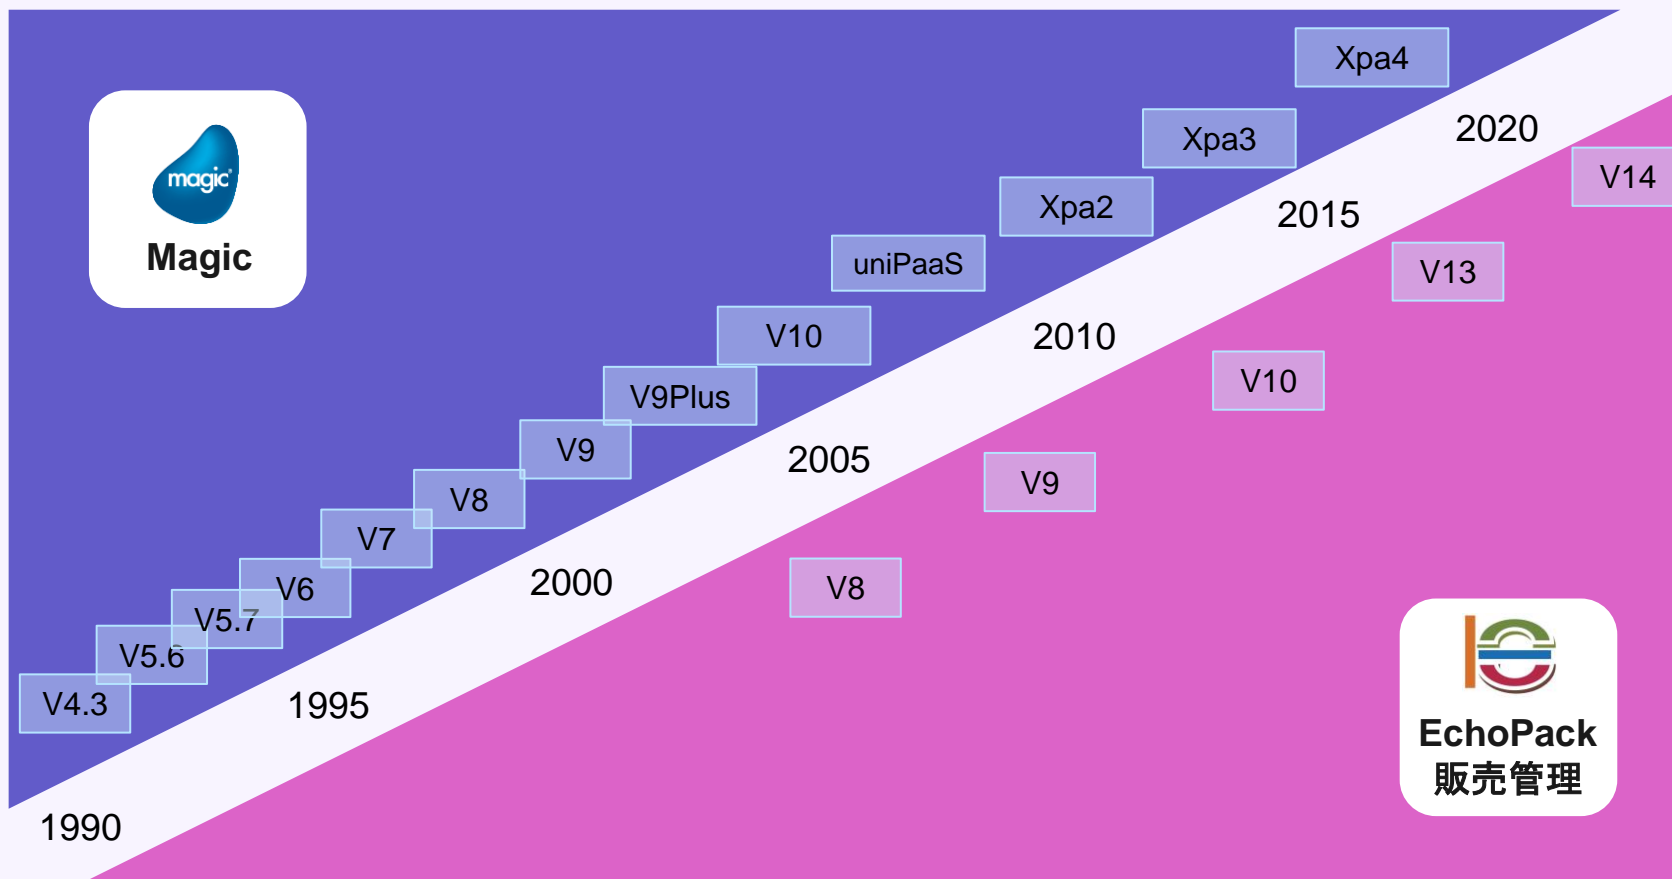 Xpa4
Xpa3
Xpa2
uniPaaS
V10
V9Plus
V9
V8
V7
V6
V5.7
V5.6
V4.3
magic
Magic
2020
2015
2010
2005
2000
1995
1990
V14
V13
V10
V9
V8
EchoPack
販売管理